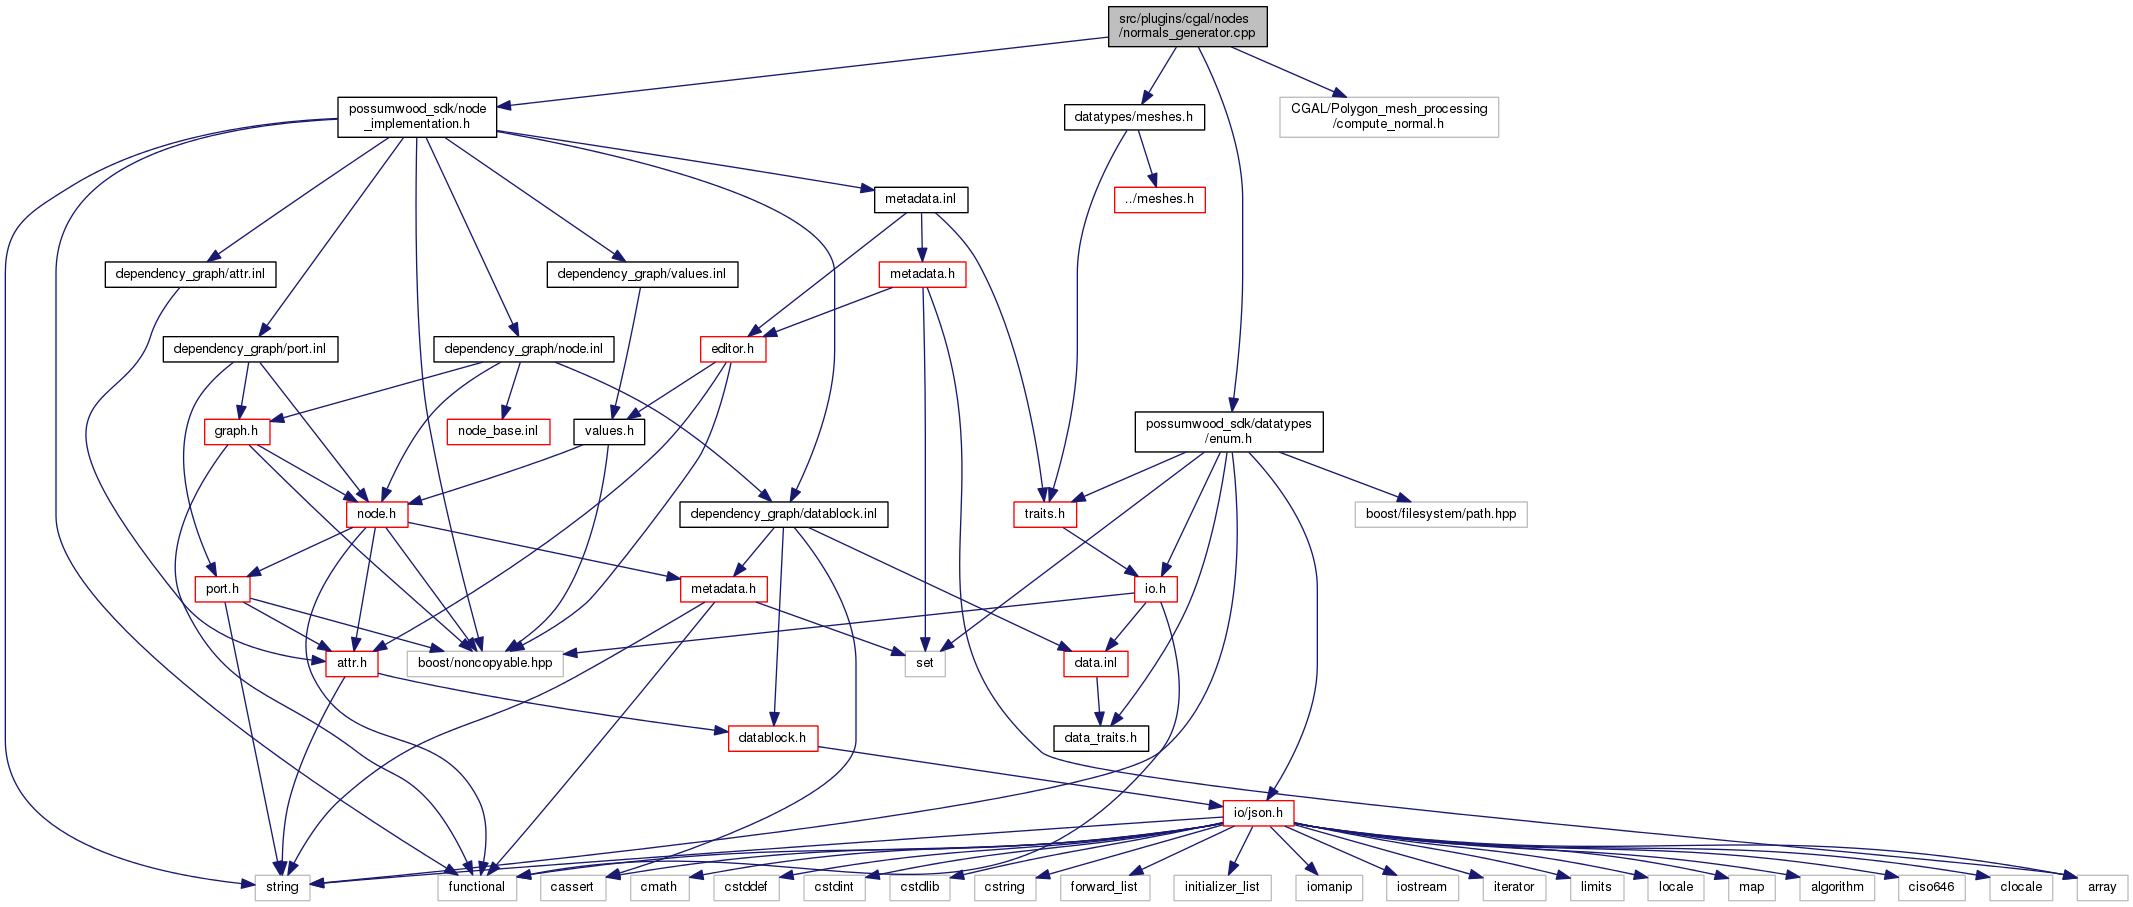 src/plugins/cgal/nodes
/normals_generator.cpp
possumwood_sdk/node
_implementation.h
datatypes/meshes.h
CGAL/Polygon_mesh_processing
/compute_normal.h
metadata.inl
../meshes.h
dependency_graph/attr.inl
dependency_graph/values.inl
metadata.h
dependency_graph/port.inl
dependency_graph/node.inl
editor.h
graph.h
node_base.inl
values.h
possumwood_sdk/datatypes
/enum.h
node.h
dependency_graph/datablock.inl
traits.h
boost/filesystem/path.hpp
port.h
metadata.h
io.h
attr.h
boost/noncopyable.hpp
set
data.inl
datablock.h
data_traits.h
io/json.h
string
functional
cassert
cmath
cstddef
cstdint
cstdlib
cstring
forward_list
initializer_list
iomanip
iostream
iterator
limits
locale
map
algorithm
ciso646
clocale
array